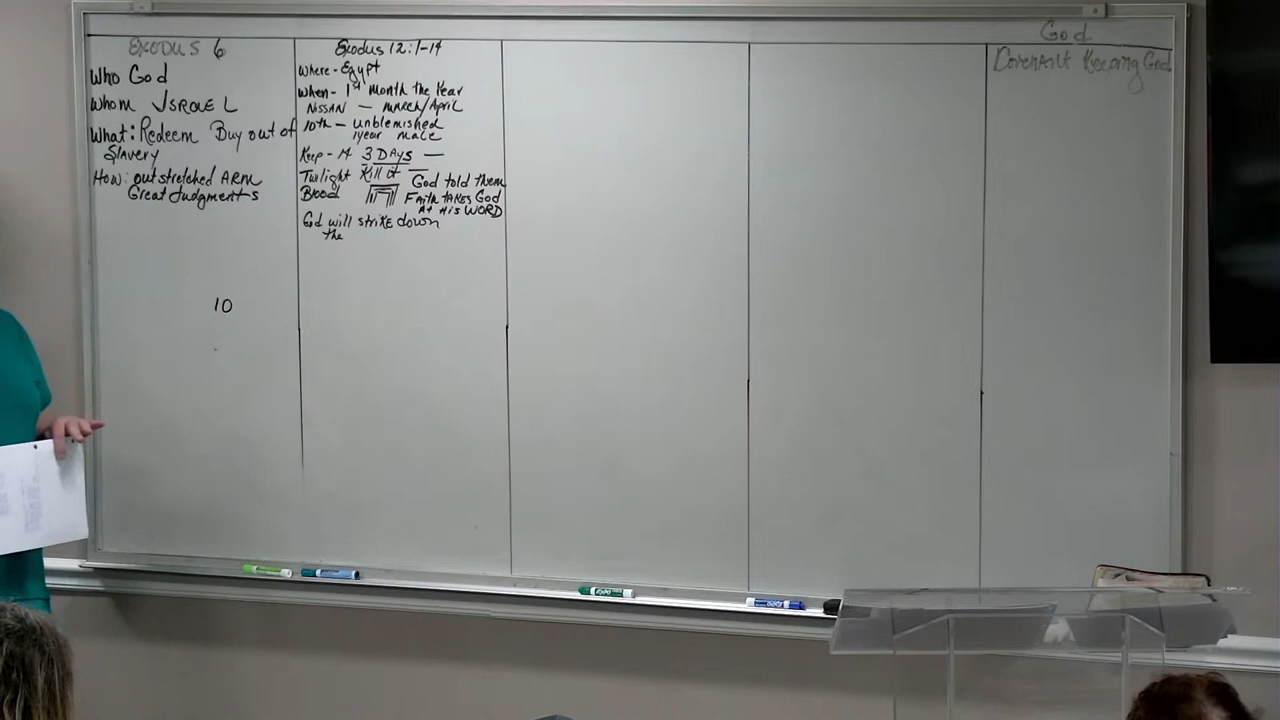 Exodus 6
Who God
Whom ISRAEL
What: Redeem Buy out of
Slavery
How: outstretched ARM
Great Judgments
10
Exodus 12:1-14
Where - Egypt
When - 1st Month the Year
NISSAN — MARCH/April
10th - unblemished
1year male
Keep - 14 3 DAYS —
Twilight Kill it —
God told them
Blood
FAith takes God
At His WORD
God will strike down
the
God
Covenant Keeping God
EXPO